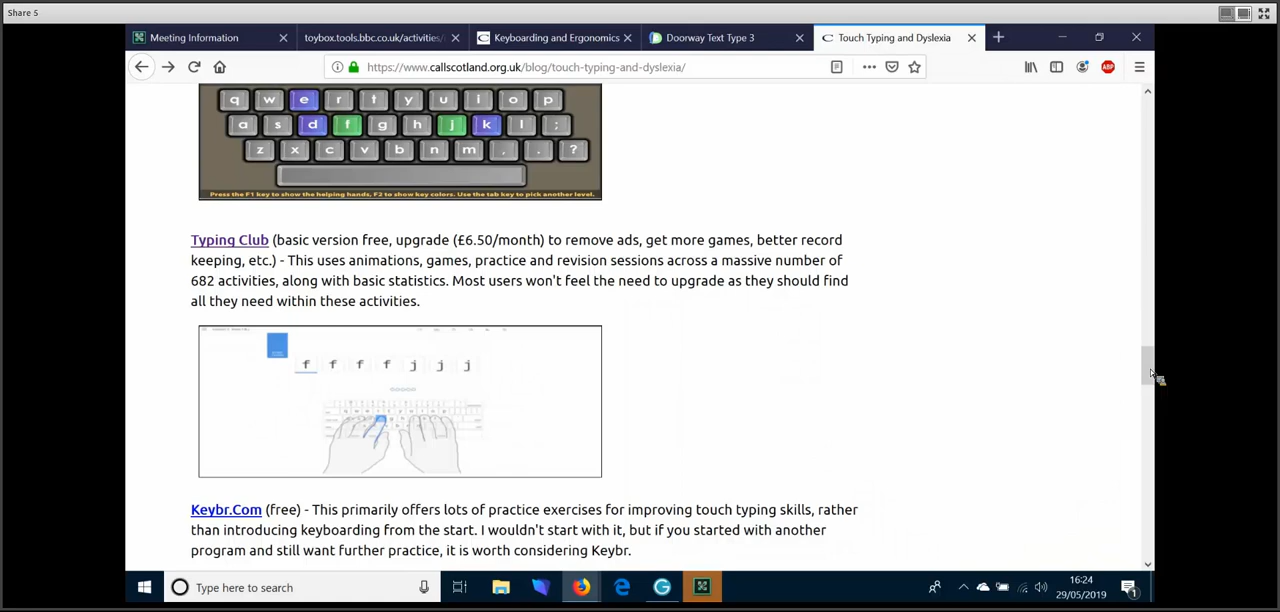 Share 5
Meeting Information
toybox.tools.bbc.co.uk/activities/
Keyboarding and Ergonomics
Doorway Text Type 3
Touch Typing and Dyslexia
https://www.callscotland.org.uk/blog/touch-typing-and-dyslexia/
ABP
q w e r t y u i o p
a s d f g h j k l ;
z x c v b n m , . ?
Press the F1 key to show the helping hands, F2 to show key colors. Use the tab key to pick another level.
Typing Club (basic version free, upgrade (£6.50/month) to remove ads, get more games, better record
keeping, etc.) - This uses animations, games, practice and revision sessions across a massive number of
682 activities, along with basic statistics. Most users won't feel the need to upgrade as they should find
all they need within these activities.
f f f f j j j
Keybr.Com (free) - This primarily offers lots of practice exercises for improving touch typing skills, rather
than introducing keyboarding from the start. I wouldn't start with it, but if you started with another
program and still want further practice, it is worth considering Keybr.
Type here to search
16:24
29/05/2019
1